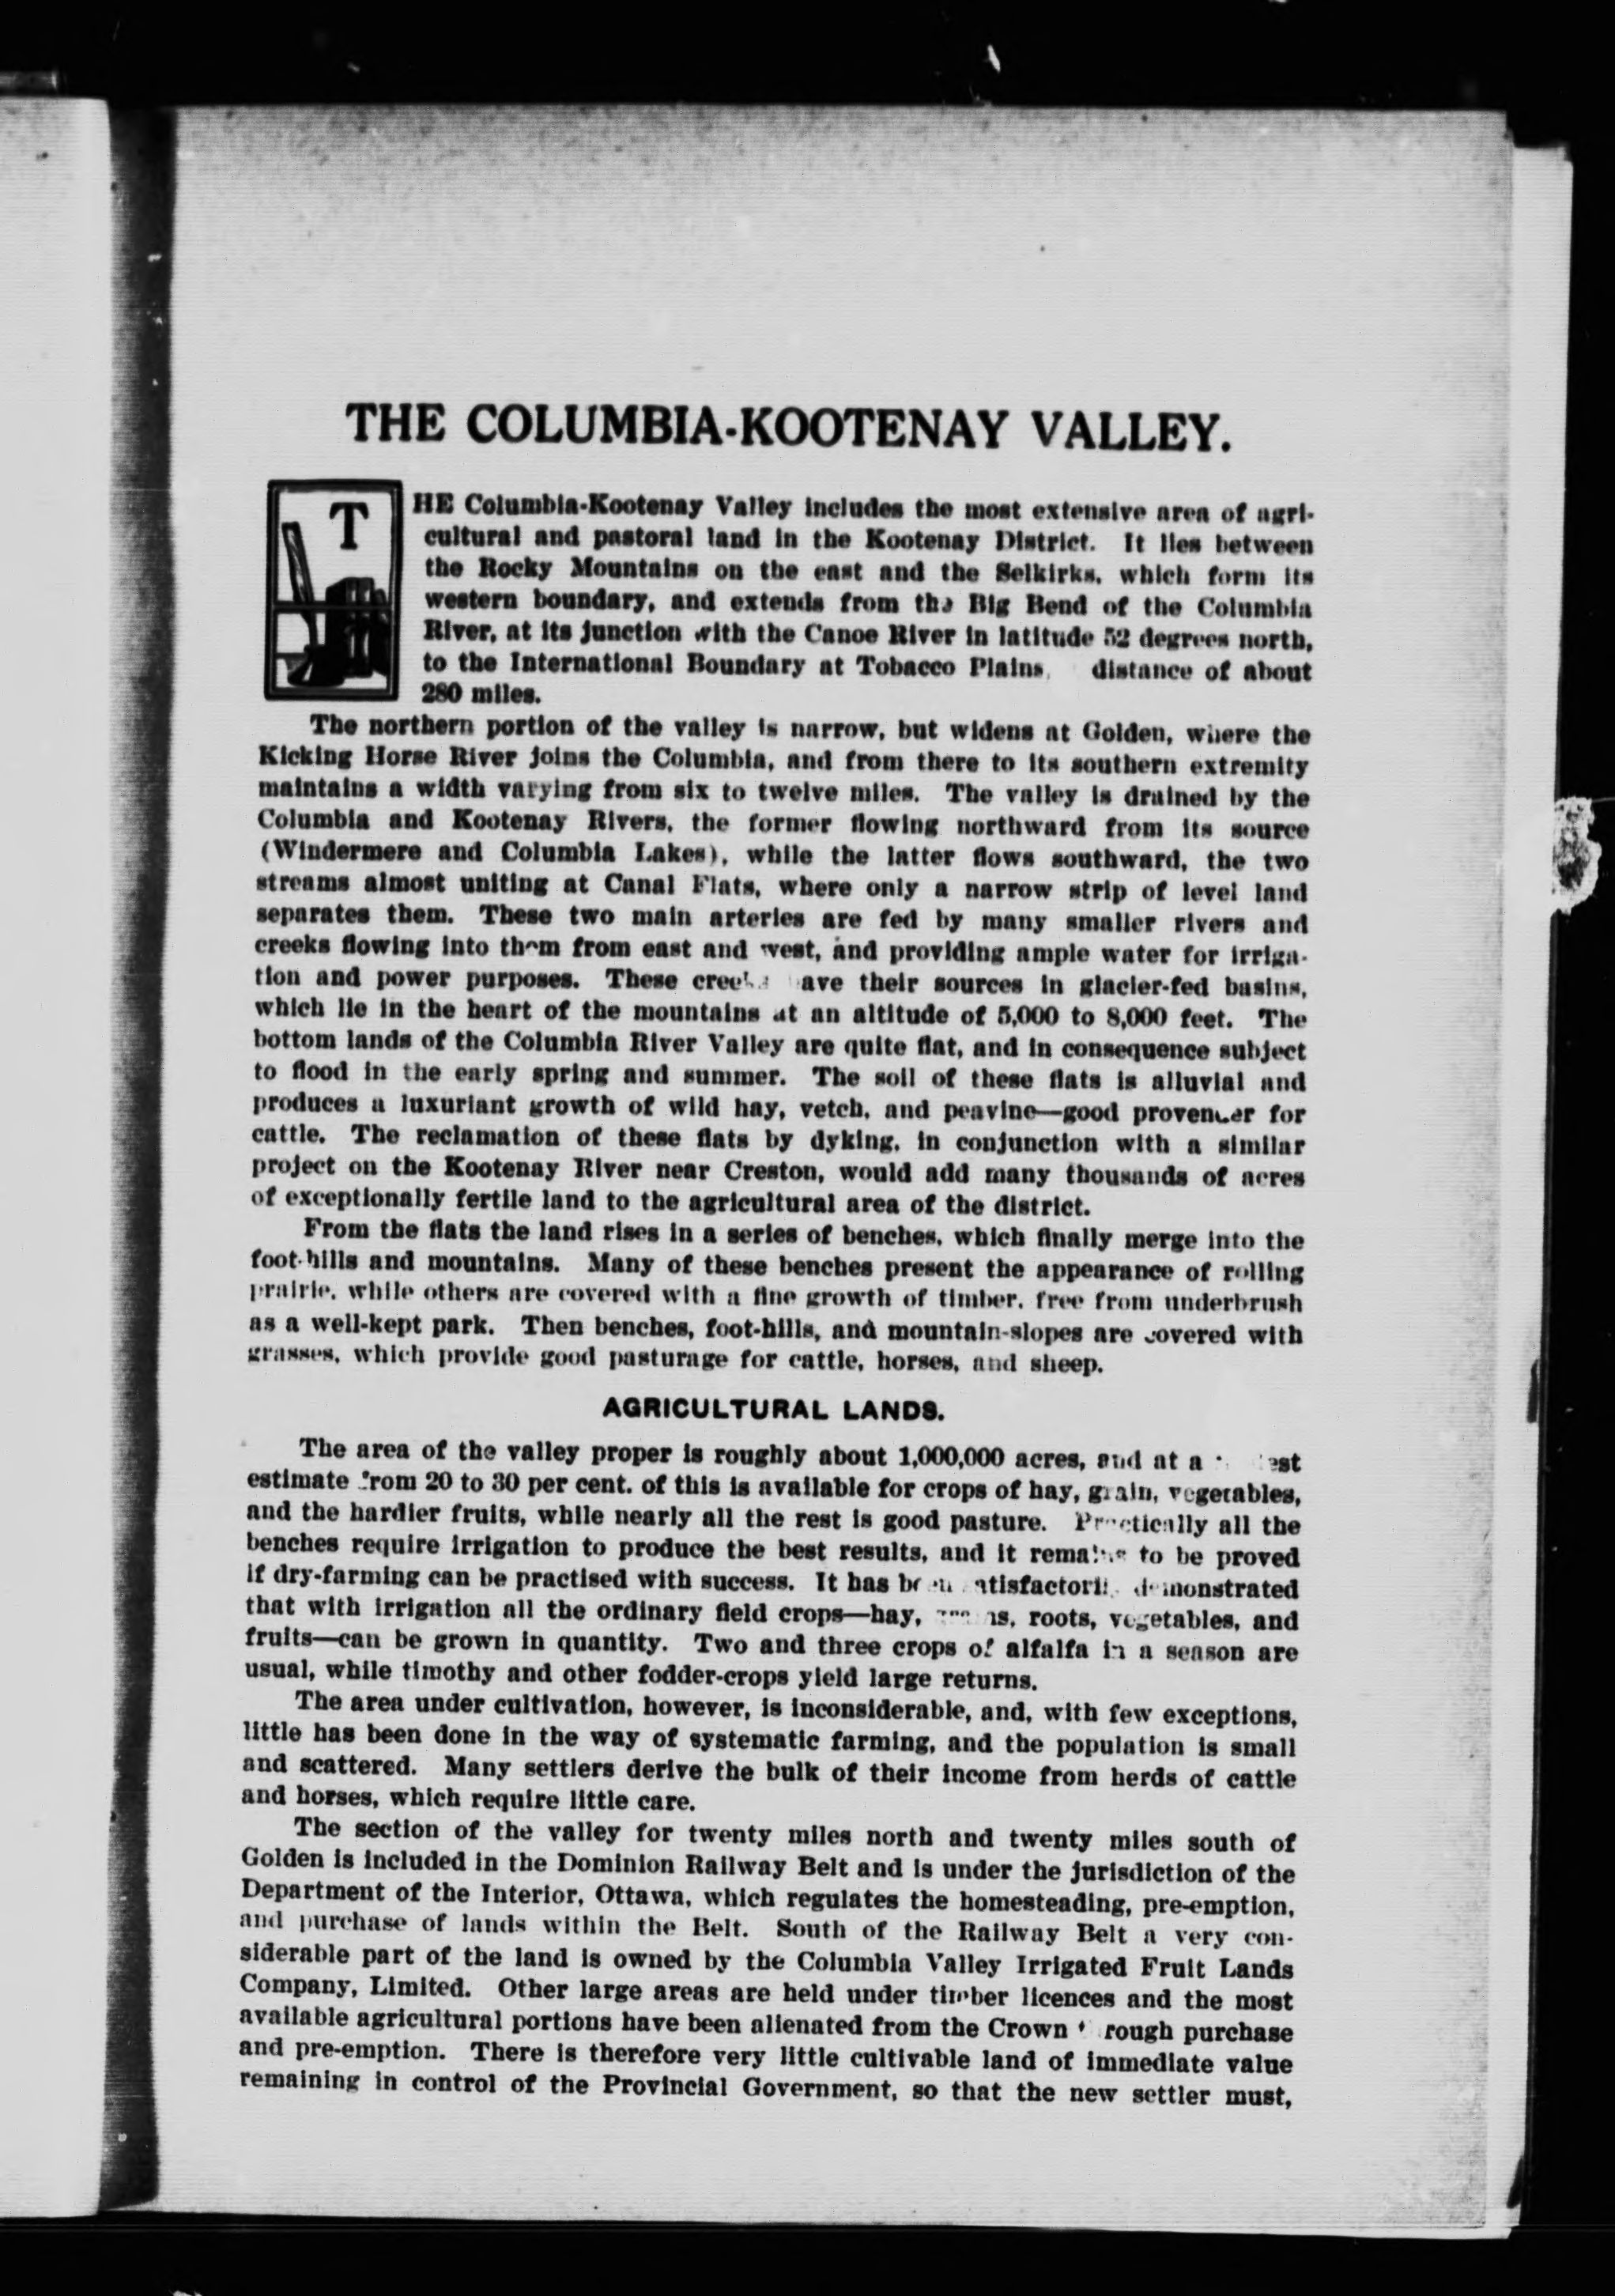 THE COLUMBIA-KOOTENAY VALLEY.
THE Columbia-Kootenay Valley includes the most extensive area of agri-
cultural and pastoral land in the Kootenay District. It lies between
the Rocky Mountains on the east and the Selkirks, which form its
western boundary, and extends from the Big Bend of the Columbia
River, at its junction with the Canoe River in latitude 52 degrees north,
to the International Boundary at Tobacco Plains, distance of about
280 miles.
The northern portion of the valley is narrow, but widens at Golden, where the
Kicking Horse River joins the Columbia, and from there to its southern extremity
maintains a width varying from six to twelve miles. The valley is drained by the
Columbia and Kootenay Rivers, the former flowing northward from its source
(Windermere and Columbia Lakes), while the latter flows southward, the two
streams almost uniting at Canal Flats, where only a narrow strip of level land
separates them. These two main arteries are fed by many smaller rivers and
creeks flowing into them from east and west, and providing ample water for irriga-
tion and power purposes. These creeks have their sources in glacier-fed basins,
which lie in the heart of the mountains at an altitude of 5,000 to 8,000 feet. The
bottom lands of the Columbia River Valley are quite flat, and in consequence subject
to flood in the early spring and summer. The soil of these flats is alluvial and
produces a luxuriant growth of wild hay, vetch, and peavine—good provender for
cattle. The reclamation of these flats by dyking, in conjunction with a similar
project on the Kootenay River near Creston, would add many thousands of acres
of exceptionally fertile land to the agricultural area of the district.
From the flats the land rises in a series of benches, which finally merge into the
foot-hills and mountains. Many of these benches present the appearance of rolling
prairie, while others are covered with a fine growth of timber, free from underbrush
as a well-kept park. Then benches, foot-hills, and mountain-slopes are covered with
grasses, which provide good pasturage for cattle, horses, and sheep.
AGRICULTURAL LANDS.
The area of the valley proper is roughly about 1,000,000 acres, and at a
estimate from 20 to 30 per cent. of this is available for crops of hay, grain, vegetables,
and the hardier fruits, while nearly all the rest is good pasture. Practically all the
benches require irrigation to produce the best results, and it remains to be proved
if dry-farming can be practised with success. It has been satisfactorily demonstrated
that with irrigation all the ordinary field crops—hay, roots, vegetables, and
fruits—can be grown in quantity. Two and three crops of alfalfa in a season are
usual, while timothy and other fodder-crops yield large returns.
The area under cultivation, however, is inconsiderable, and, with few exceptions,
little has been done in the way of systematic farming, and the population is small
and scattered. Many settlers derive the bulk of their income from herds of cattle
and horses, which require little care.
The section of the valley for twenty miles north and twenty miles south of
Golden is included in the Dominion Railway Belt and is under the jurisdiction of the
Department of the Interior, Ottawa, which regulates the homesteading, pre-emption,
and purchase of lands within the Belt. South of the Railway Belt a very con-
siderable part of the land is owned by the Columbia Valley Irrigated Fruit Lands
Company, Limited. Other large areas are held under timber licences and the most
available agricultural portions have been alienated from the Crown through purchase
and pre-emption. There is therefore very little cultivable land of immediate value
remaining in control of the Provincial Government, so that the new settler must,